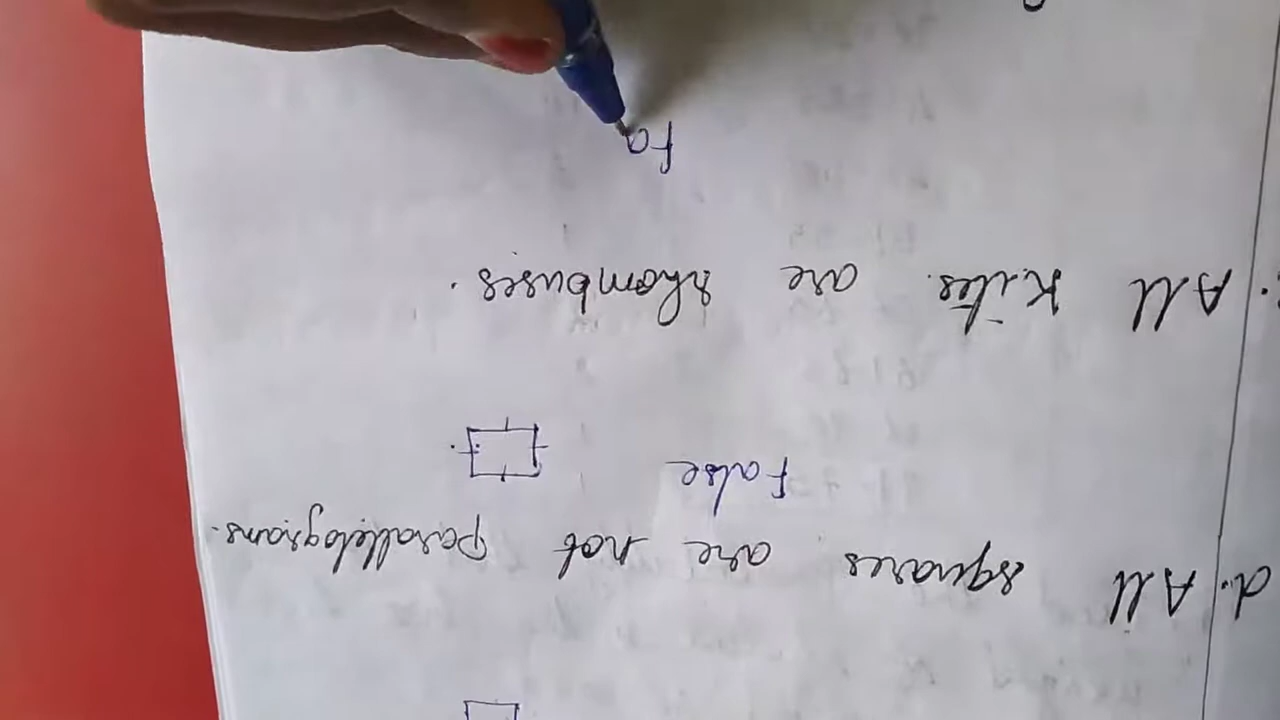 d. All squares are not parallelograms.
False
All Kites are rhombuses.
Fa